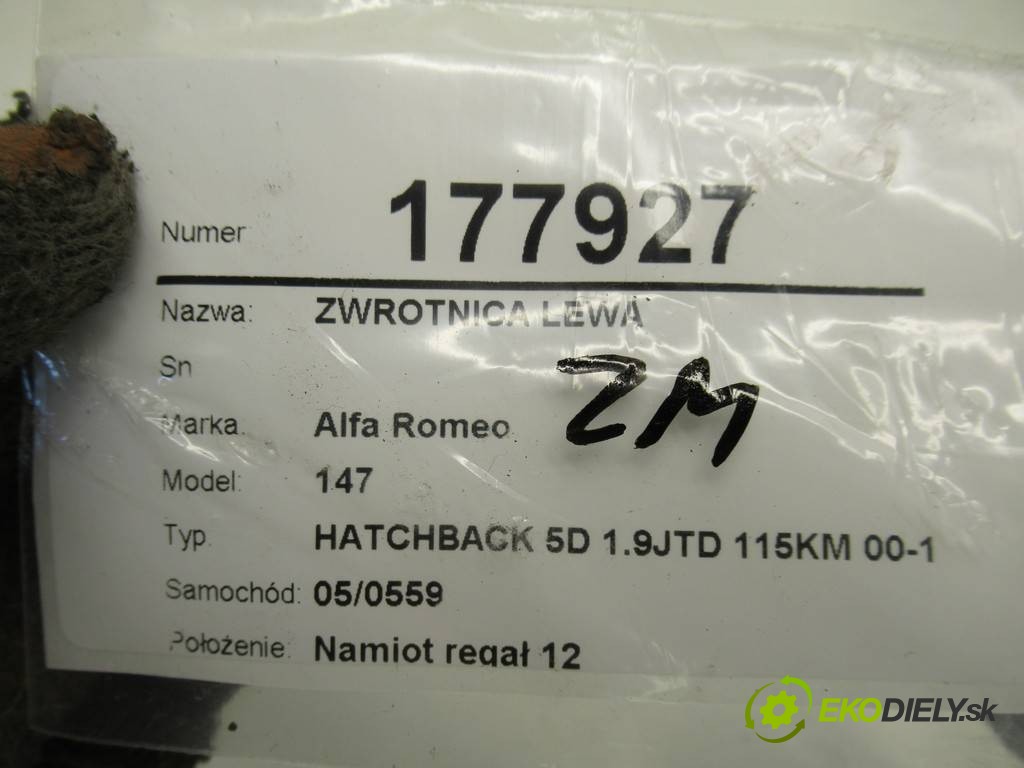 Numer 177927
Nazwa: ZWROTNICA LEWA
Sn
ZM
Marka Alfa Romeo
Model: 147
Typ HATCHBACK 5D 1.9JTD 115KM 00-1
Samochód: 05/0559
Położenie: Namiot regał 12
EKODIELY.sk